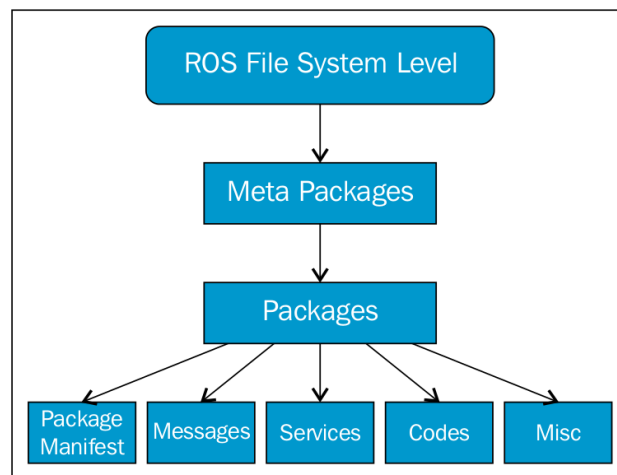 ROS File System Level
Meta Packages
Packages
Package
Manifest
Messages
Services
Codes
Misc